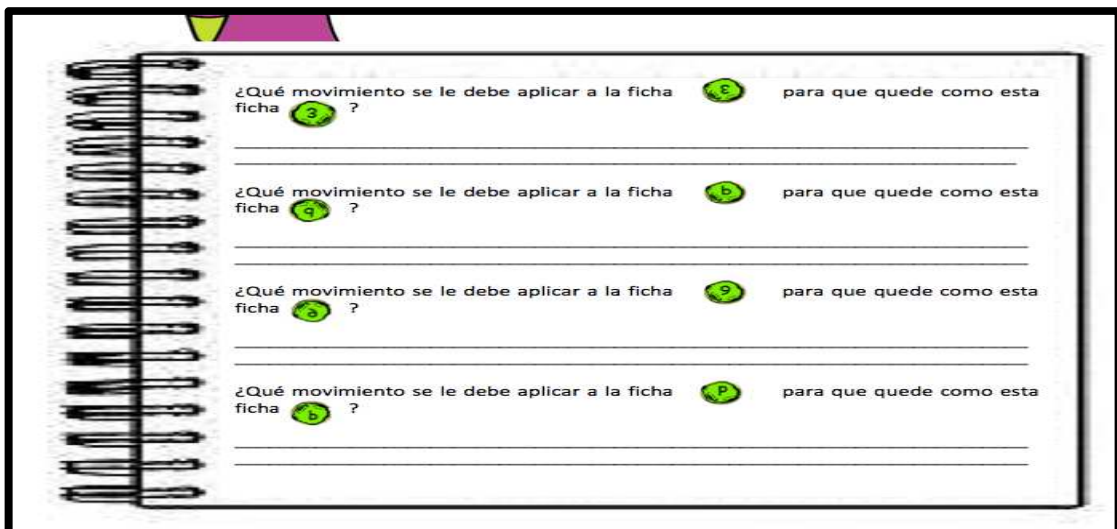 ¿Qué movimiento se le debe aplicar a la ficha Ɛ para que quede como esta
ficha 3 ?
¿Qué movimiento se le debe aplicar a la ficha b para que quede como esta
ficha q ?
¿Qué movimiento se le debe aplicar a la ficha 9 para que quede como esta
ficha ?
¿Qué movimiento se le debe aplicar a la ficha P para que quede como esta
ficha b ?